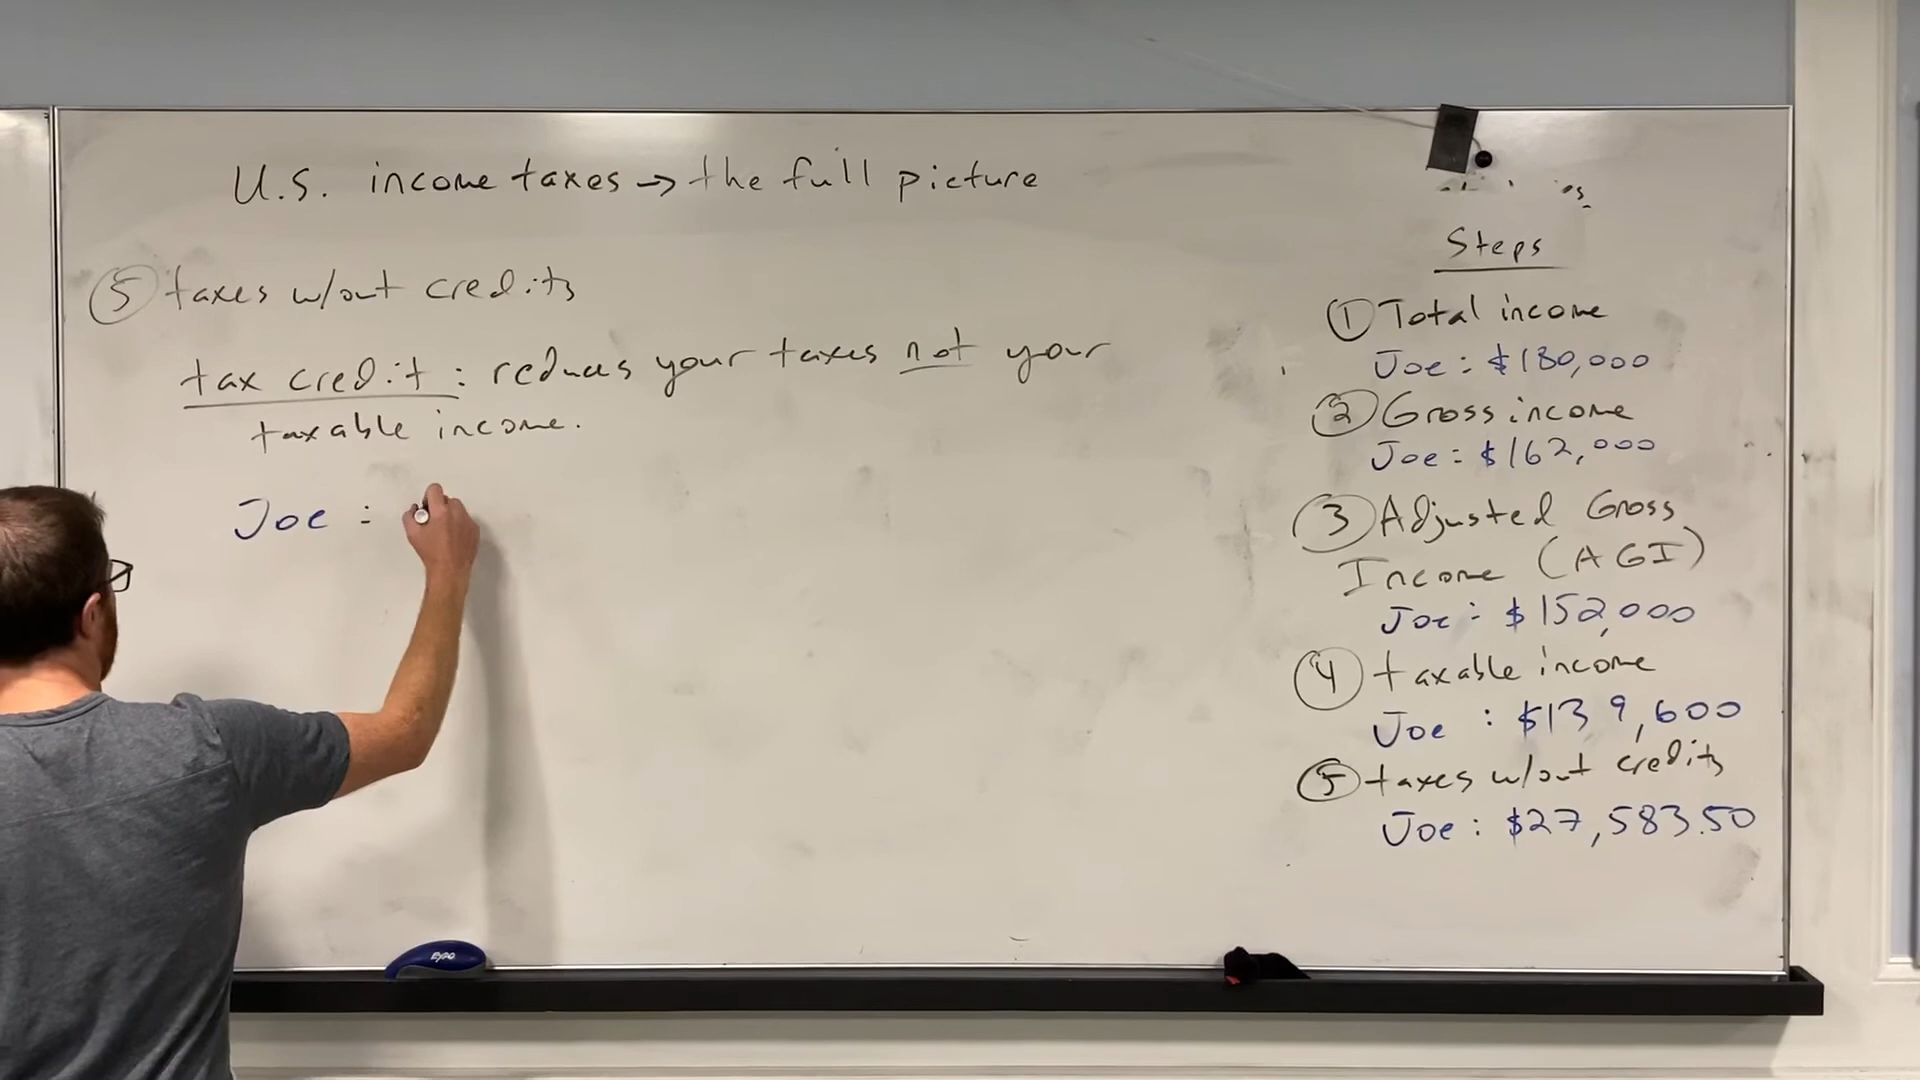 U.S. income taxes → the full picture
⑤ taxes w/out credits
tax credit : reduces your taxes not your
taxable income.
Joe :
Steps
① Total income
Joe : $180,000
② Gross income
Joe : $162,000
③ Adjusted Gross
Income (AGI)
Joe : $152,000
④ taxable income
Joe : $139,600
⑤ taxes w/out credits
Joe : $27,583.50
EXPO